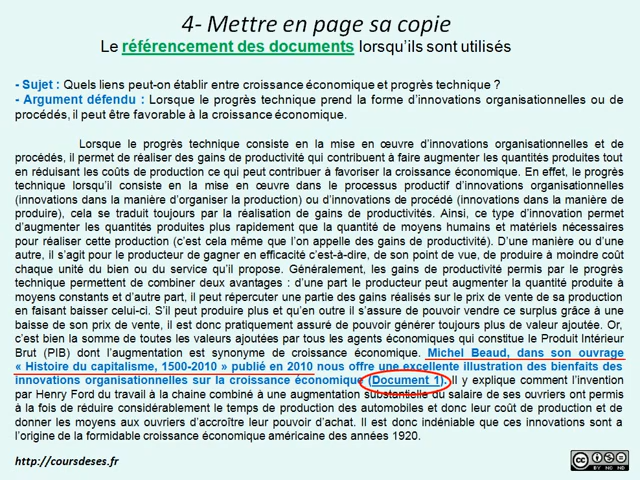 4- Mettre en page sa copie
Le référencement des documents lorsqu'ils sont utilisés
- Sujet : Quels liens peut-on établir entre croissance économique et progrès technique ?
- Argument défendu : Lorsque le progrès technique prend la forme d'innovations organisationnelles ou de
procédés, il peut être favorable à la croissance économique.
Lorsque le progrès technique consiste en la mise en œuvre d'innovations organisationnelles et de
procédés, il permet de réaliser des gains de productivité qui contribuent à faire augmenter les quantités produites tout
en réduisant les coûts de production ce qui peut contribuer à favoriser la croissance économique. En effet, le progrès
technique lorsqu'il consiste en la mise en œuvre dans le processus productif d'innovations organisationnelles
(innovations dans la manière d'organiser la production) ou d'innovations de procédé (innovations dans la manière de
produire), cela se traduit toujours par la réalisation de gains de productivités. Ainsi, ce type d'innovation permet
d'augmenter les quantités produites plus rapidement que la quantité de moyens humains et matériels nécessaires
pour réaliser cette production (c'est cela même que l'on appelle des gains de productivité). D'une manière ou d'une
autre, il s'agit pour le producteur de gagner en efficacité c'est-à-dire, de son point de vue, de produire à moindre coût
chaque unité du bien ou du service qu'il propose. Généralement, les gains de productivité permis par le progrès
technique permettent de combiner deux avantages : d'une part le producteur peut augmenter la quantité produite à
moyens constants et d'autre part, il peut répercuter une partie des gains réalisés sur le prix de vente de sa production
en faisant baisser celui-ci. S'il peut produire plus et qu'en outre il s'assure de pouvoir vendre ce surplus grâce à une
baisse de son prix de vente, il est donc pratiquement assuré de pouvoir générer toujours plus de valeur ajoutée. Or,
c'est bien la somme de toutes les valeurs ajoutées par tous les agents économiques qui constitue le Produit Intérieur
Brut (PIB) dont l'augmentation est synonyme de croissance économique. Michel Beaud, dans son ouvrage
« Histoire du capitalisme, 1500-2010 » publié en 2010 nous offre une excellente illustration des bienfaits des
innovations organisationnelles sur la croissance économique (Document 1). Il y explique comment l'invention
par Henry Ford du travail à la chaine combiné à une augmentation substantielle du salaire de ses ouvriers ont permis
à la fois de réduire considérablement le temps de production des automobiles et donc leur coût de production et de
donner les moyens aux ouvriers d'accroître leur pouvoir d'achat. Il est donc indéniable que ces innovations sont à
l'origine de la formidable croissance économique américaine des années 1920.
http://coursdeses.fr
cc BY NC ND